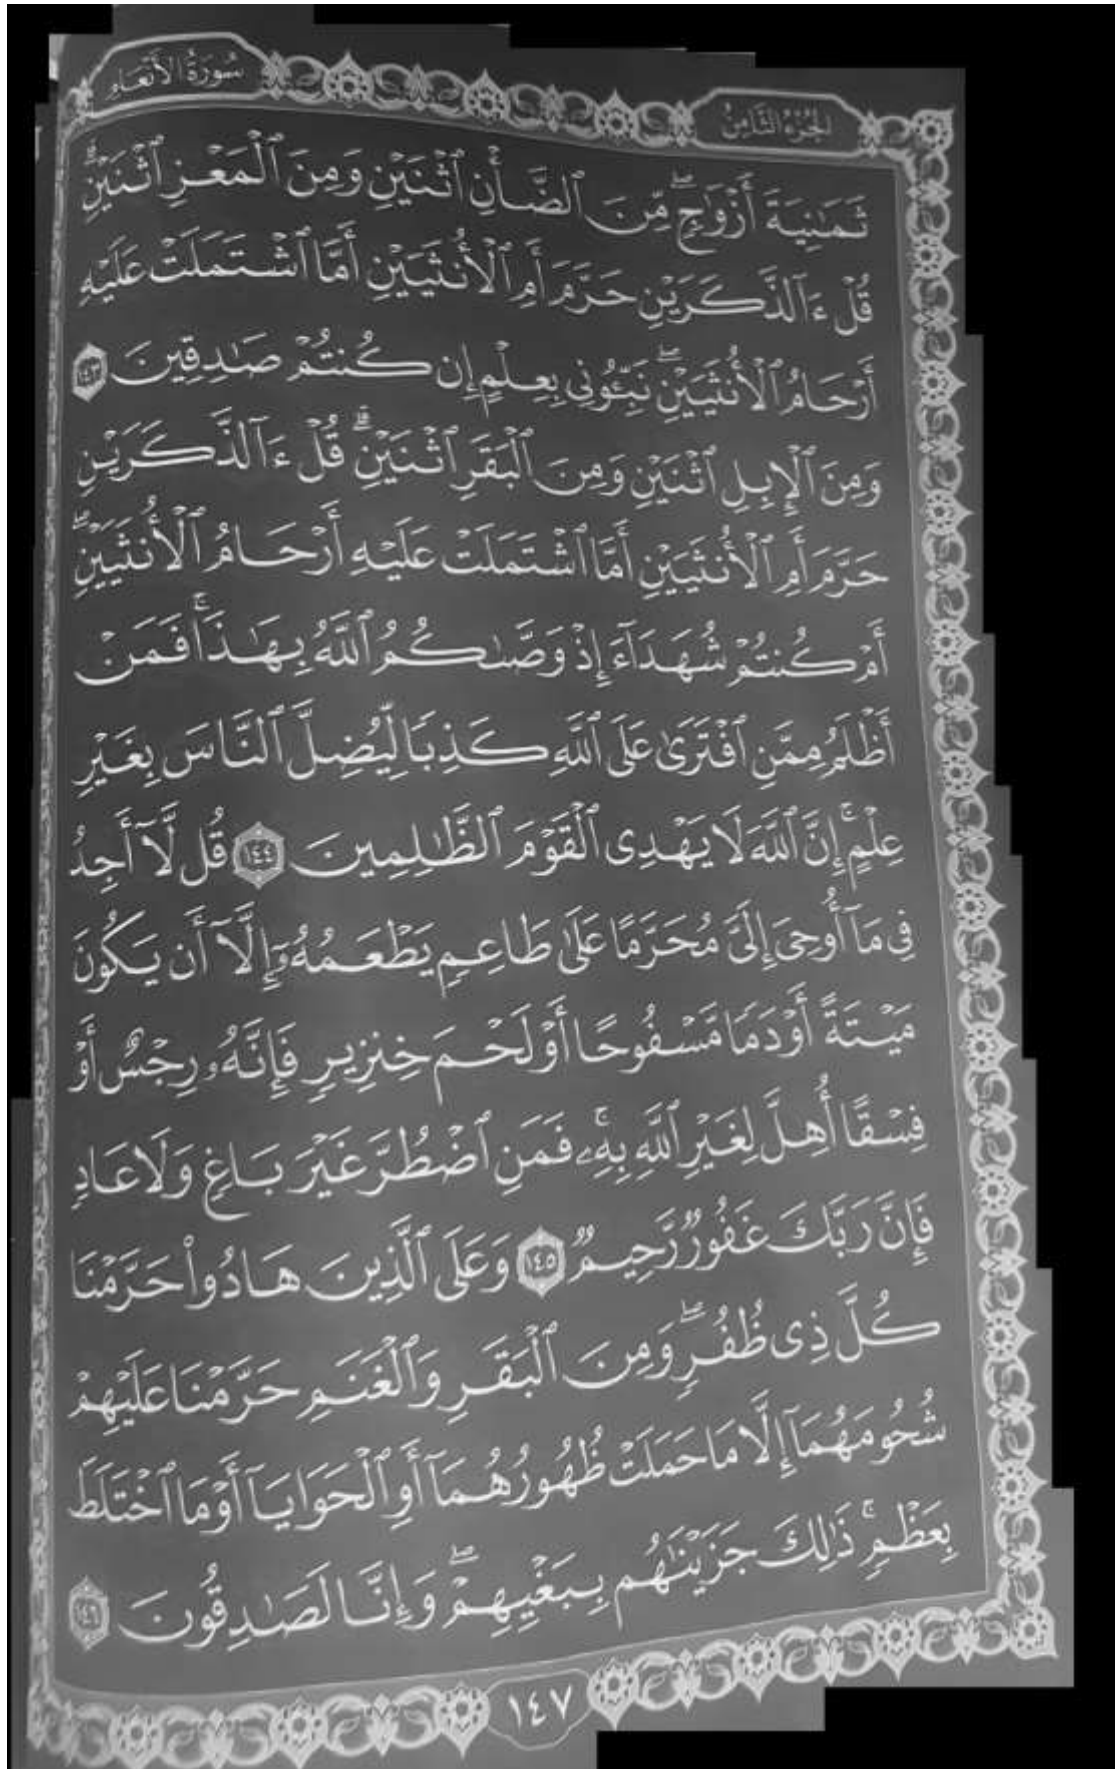 سُورَةُ الأَنْعَامِ
الجُزْءُ الثَّامِنُ
ثَمَٰنِيَةَ أَزْوَٰجٍۖ مِّنَ ٱلضَّأْنِ ٱثْنَيْنِ وَمِنَ ٱلْمَعْزِ ٱثْنَيْنِۗ
قُلْ ءَآلذَّكَرَيْنِ حَرَّمَ أَمِ ٱلْأُنثَيَيْنِ أَمَّا ٱشْتَمَلَتْ عَلَيْهِ
أَرْحَامُ ٱلْأُنثَيَيْنِۖ نَبِّـُٔونِى بِعِلْمٍ إِن كُنتُمْ صَٰدِقِينَ ١٤٣
وَمِنَ ٱلْإِبِلِ ٱثْنَيْنِ وَمِنَ ٱلْبَقَرِ ٱثْنَيْنِۗ قُلْ ءَآلذَّكَرَيْنِ
حَرَّمَ أَمِ ٱلْأُنثَيَيْنِ أَمَّا ٱشْتَمَلَتْ عَلَيْهِ أَرْحَامُ ٱلْأُنثَيَيْنِۖ
أَمْ كُنتُمْ شُهَدَآءَ إِذْ وَصَّىٰكُمُ ٱللَّهُ بِهَٰذَاۚ فَمَنْ
أَظْلَمُ مِمَّنِ ٱفْتَرَىٰ عَلَى ٱللَّهِ كَذِبًا لِّيُضِلَّ ٱلنَّاسَ بِغَيْرِ
عِلْمٍۚ إِنَّ ٱللَّهَ لَا يَهْدِى ٱلْقَوْمَ ٱلظَّٰلِمِينَ ١٤٤ قُل لَّآ أَجِدُ
فِى مَآ أُوحِىَ إِلَىَّ مُحَرَّمًا عَلَىٰ طَاعِمٍ يَطْعَمُهُۥٓ إِلَّآ أَن يَكُونَ
مَيْتَةً أَوْ دَمًا مَّسْفُوحًا أَوْ لَحْمَ خِنزِيرٍ فَإِنَّهُۥ رِجْسٌ أَوْ
فِسْقًا أُهِلَّ لِغَيْرِ ٱللَّهِ بِهِۦۚ فَمَنِ ٱضْطُرَّ غَيْرَ بَاغٍ وَلَا عَادٍ
فَإِنَّ رَبَّكَ غَفُورٌ رَّحِيمٌ ١٤٥ وَعَلَى ٱلَّذِينَ هَادُوا۟ حَرَّمْنَا
كُلَّ ذِى ظُفُرٍۖ وَمِنَ ٱلْبَقَرِ وَٱلْغَنَمِ حَرَّمْنَا عَلَيْهِمْ
شُحُومَهُمَآ إِلَّا مَا حَمَلَتْ ظُهُورُهُمَآ أَوِ ٱلْحَوَايَآ أَوْ مَا ٱخْتَلَطَ
بِعَظْمٍۚ ذَٰلِكَ جَزَيْنَٰهُم بِبَغْيِهِمْۖ وَإِنَّا لَصَٰدِقُونَ ١٤٦
١٤٧